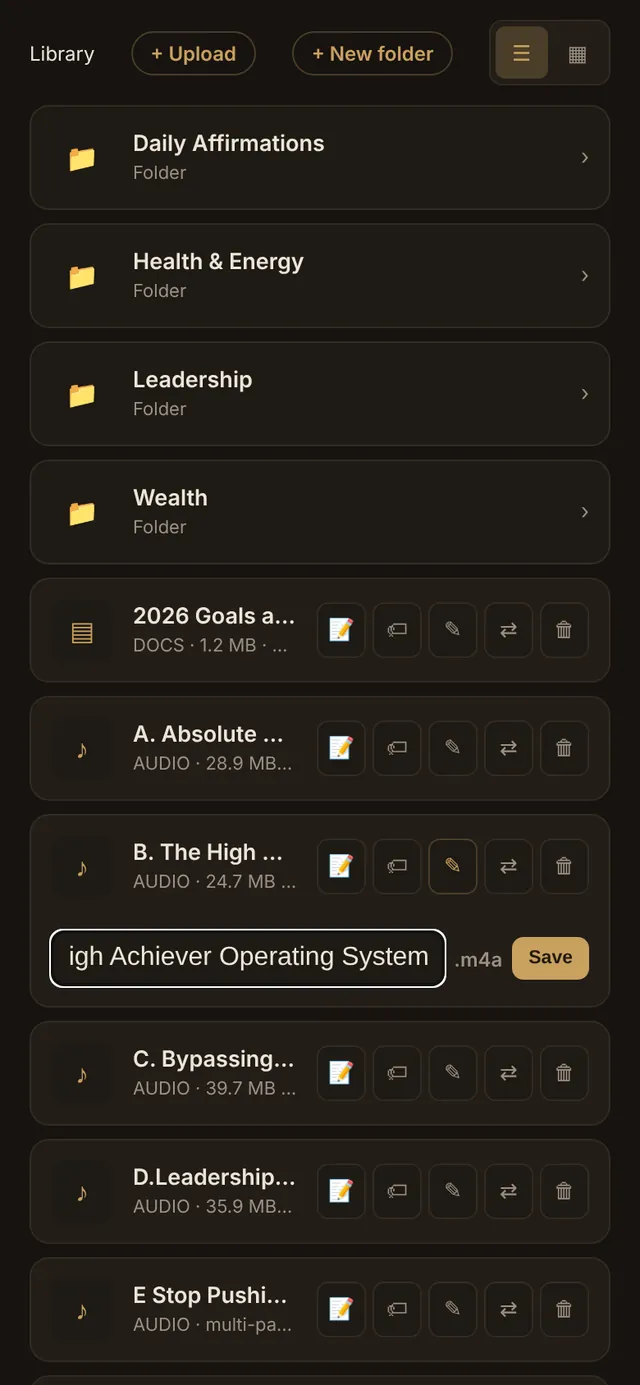 Library + Upload + New folder
Daily Affirmations
Folder
Health & Energy
Folder
Leadership
Folder
Wealth
Folder
2026 Goals a...
DOCS · 1.2 MB · ...
A. Absolute ...
AUDIO · 28.9 MB...
B. The High ...
AUDIO · 24.7 MB ...
igh Achiever Operating System .m4a Save
C. Bypassing...
AUDIO · 39.7 MB ...
D.Leadership...
AUDIO · 35.9 MB...
E Stop Pushi...
AUDIO · multi-pa...